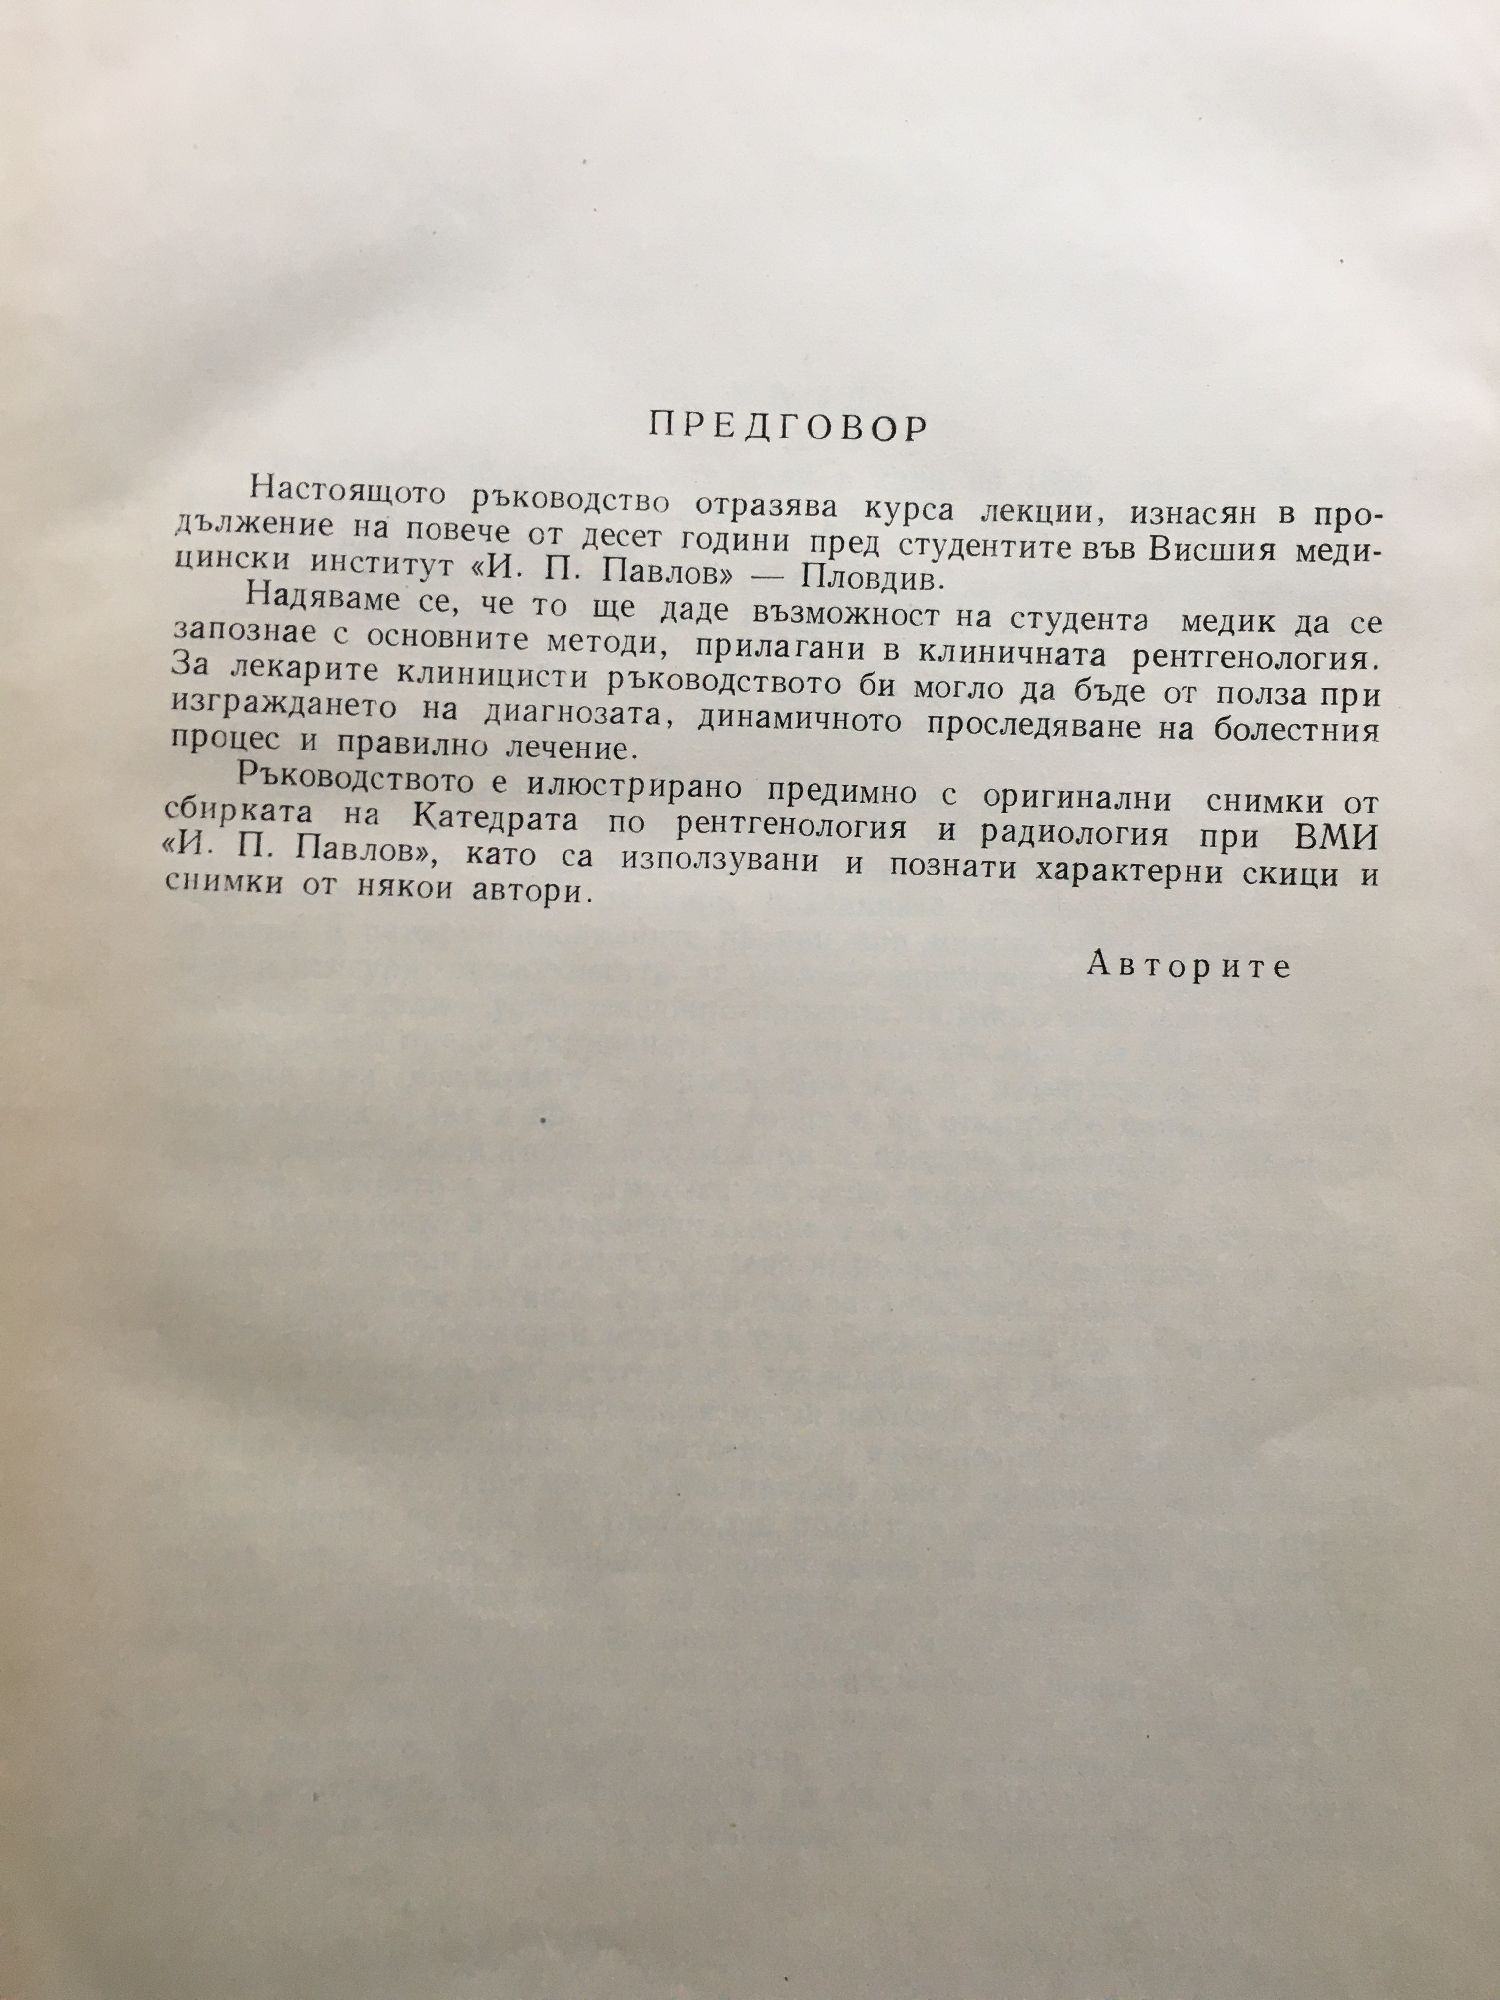 ПРЕДГОВОР
Настоящото ръководство отразява курса лекции, изнасян в про-
дължение на повече от десет години пред студентите във Висшия меди-
цински институт «И. П. Павлов» — Пловдив.
Надяваме се, че то ще даде възможност на студента медик да се
запознае с основните методи, прилагани в клиничната рентгенология.
За лекарите клиницисти ръководството би могло да бъде от полза при
изграждането на диагнозата, динамичното проследяване на болестния
процес и правилно лечение.
Ръководството е илюстрирано предимно с оригинални снимки от
сбирката на Катедрата по рентгенология и радиология при ВМИ
«И. П. Павлов», като са използувани и познати характерни скици и
снимки от някои автори.
Авторите